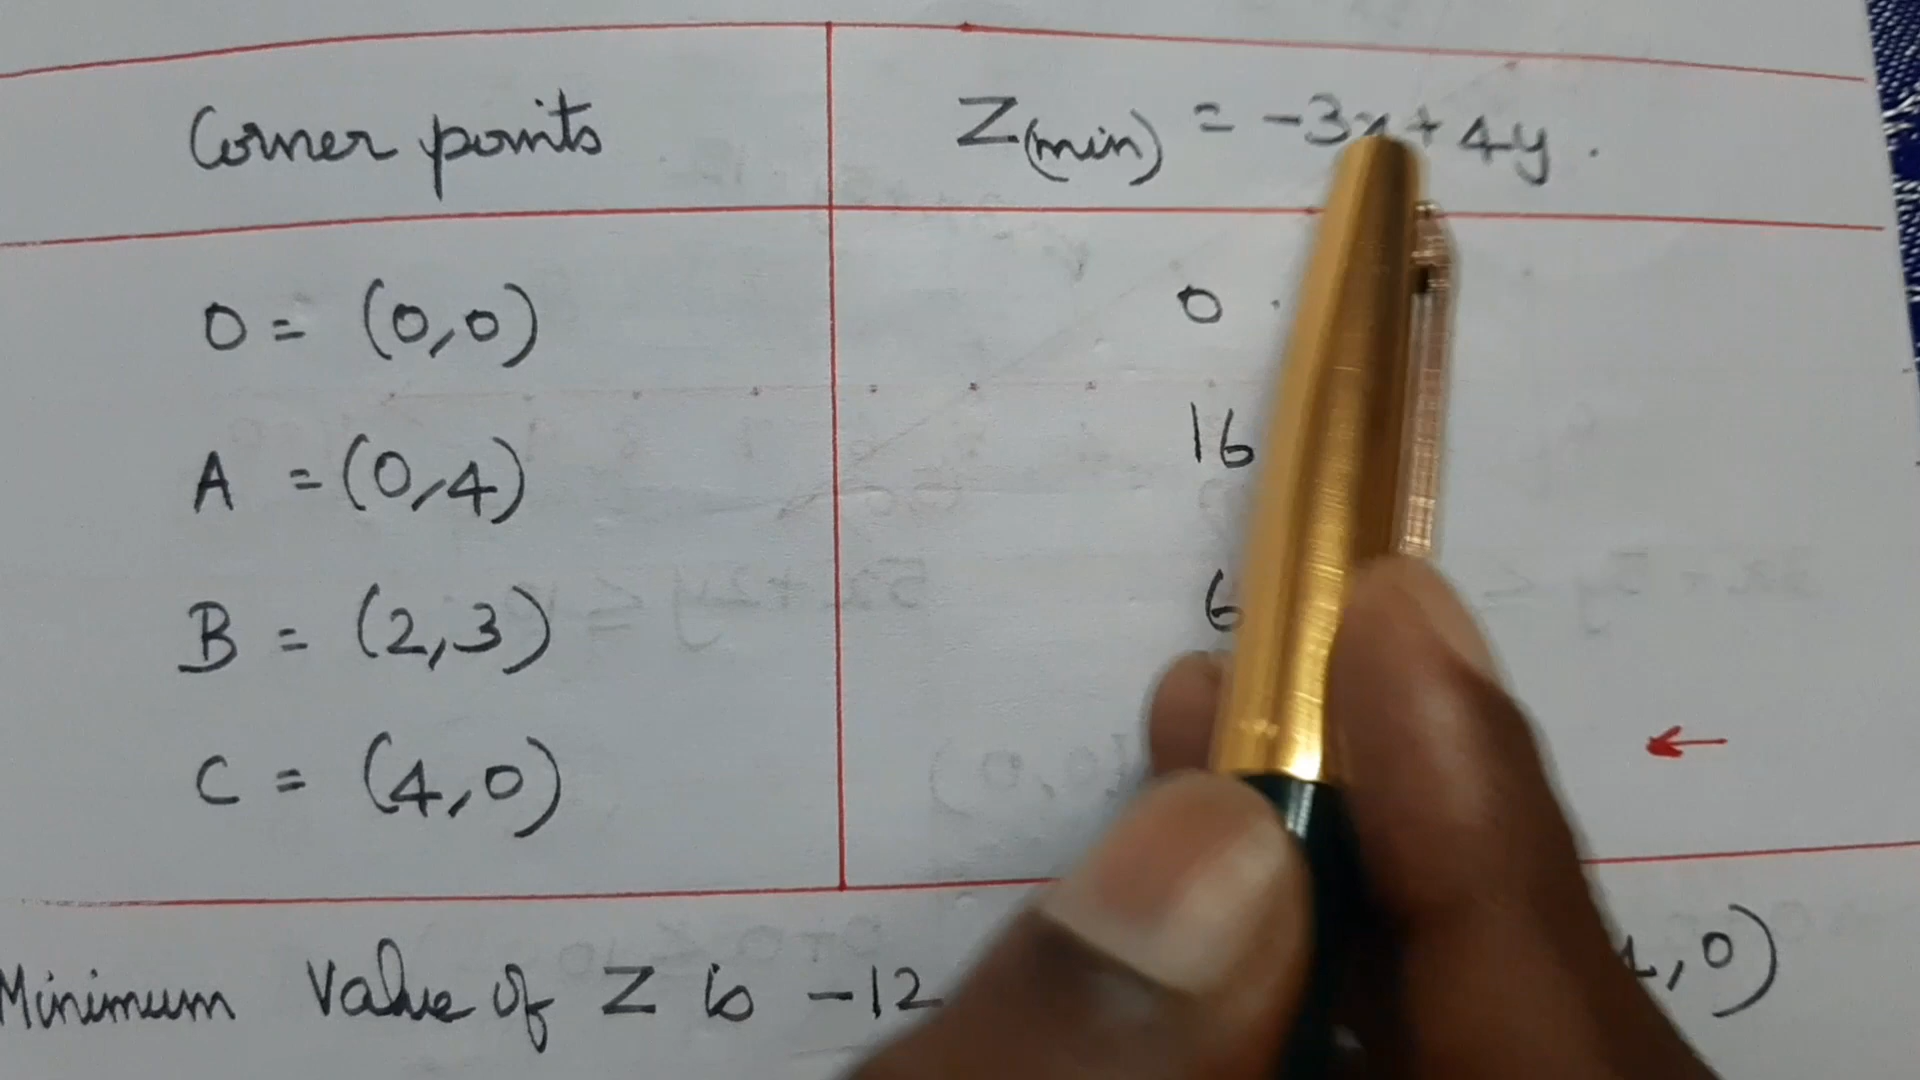 Corner points Z(min) = -3x + 4y.
O = (0,0) 0
A = (0,4) 16
B = (2,3) 6
C = (4,0)
Minimum Value of Z is -12 4,0)